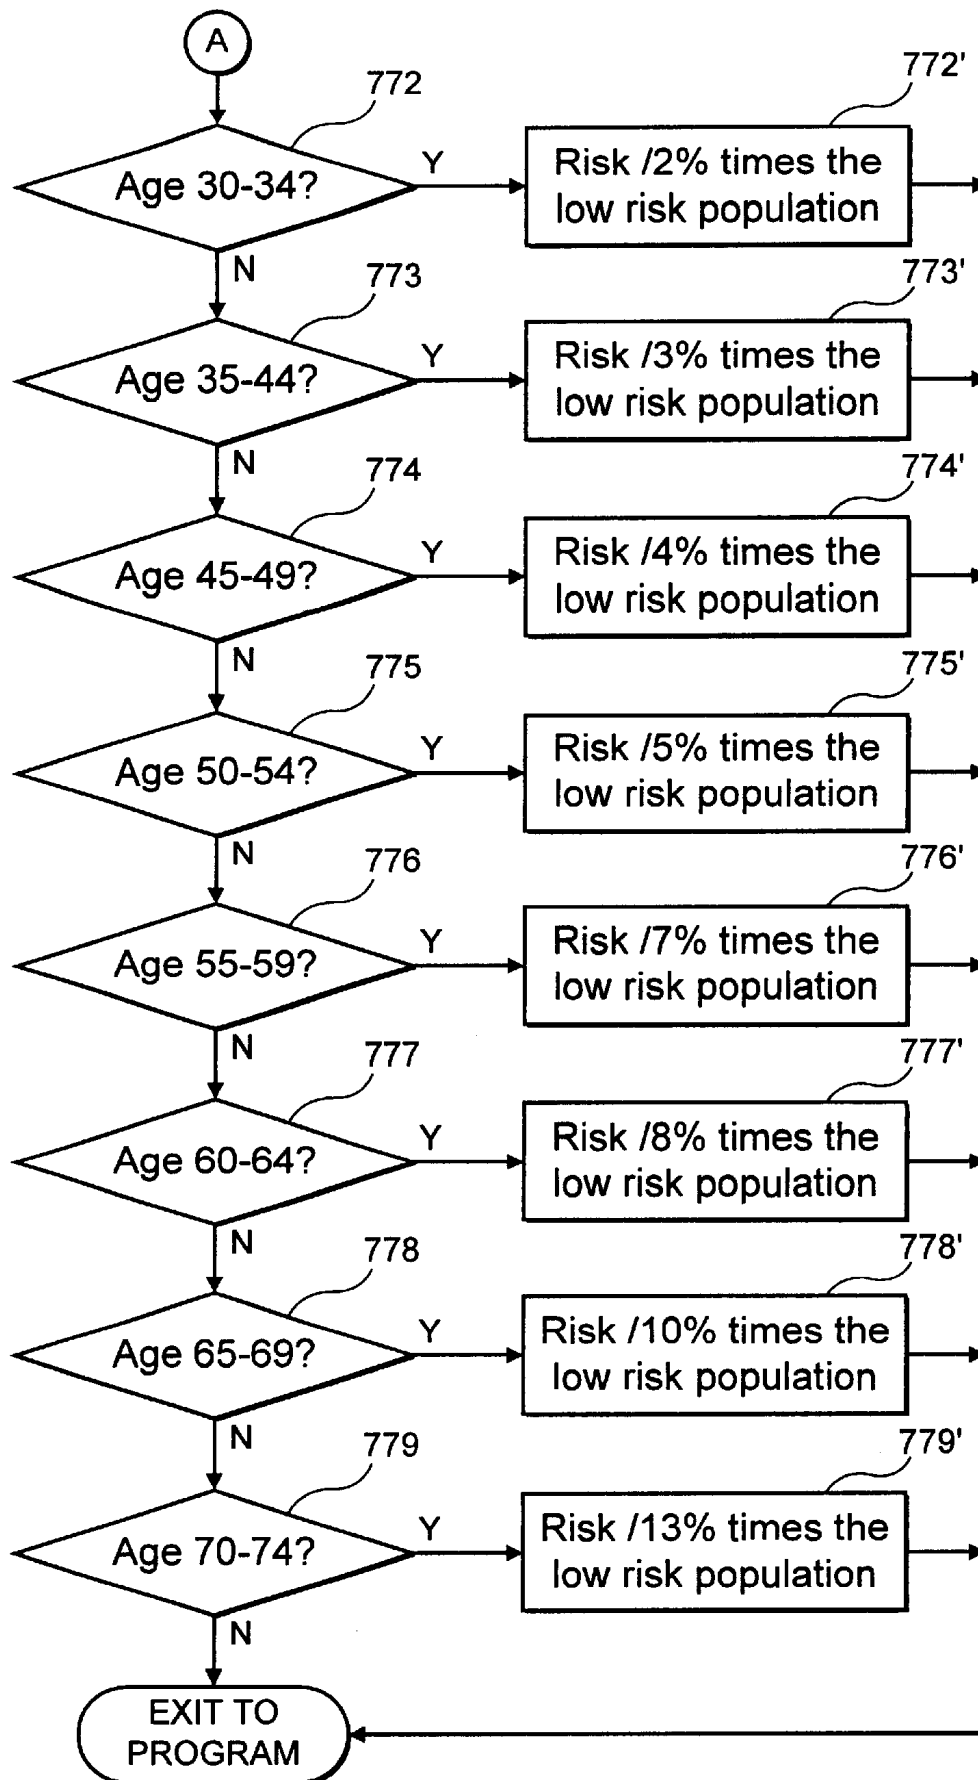 A
772
772'
Age 30-34?
Y
Risk /2% times the
low risk population
N
773
773'
Age 35-44?
Y
Risk /3% times the
low risk population
N
774
774'
Age 45-49?
Y
Risk /4% times the
low risk population
N
775
775'
Age 50-54?
Y
Risk /5% times the
low risk population
N
776
776'
Age 55-59?
Y
Risk /7% times the
low risk population
N
777
777'
Age 60-64?
Y
Risk /8% times the
low risk population
N
778
778'
Age 65-69?
Y
Risk /10% times the
low risk population
N
779
779'
Age 70-74?
Y
Risk /13% times the
low risk population
N
EXIT TO
PROGRAM